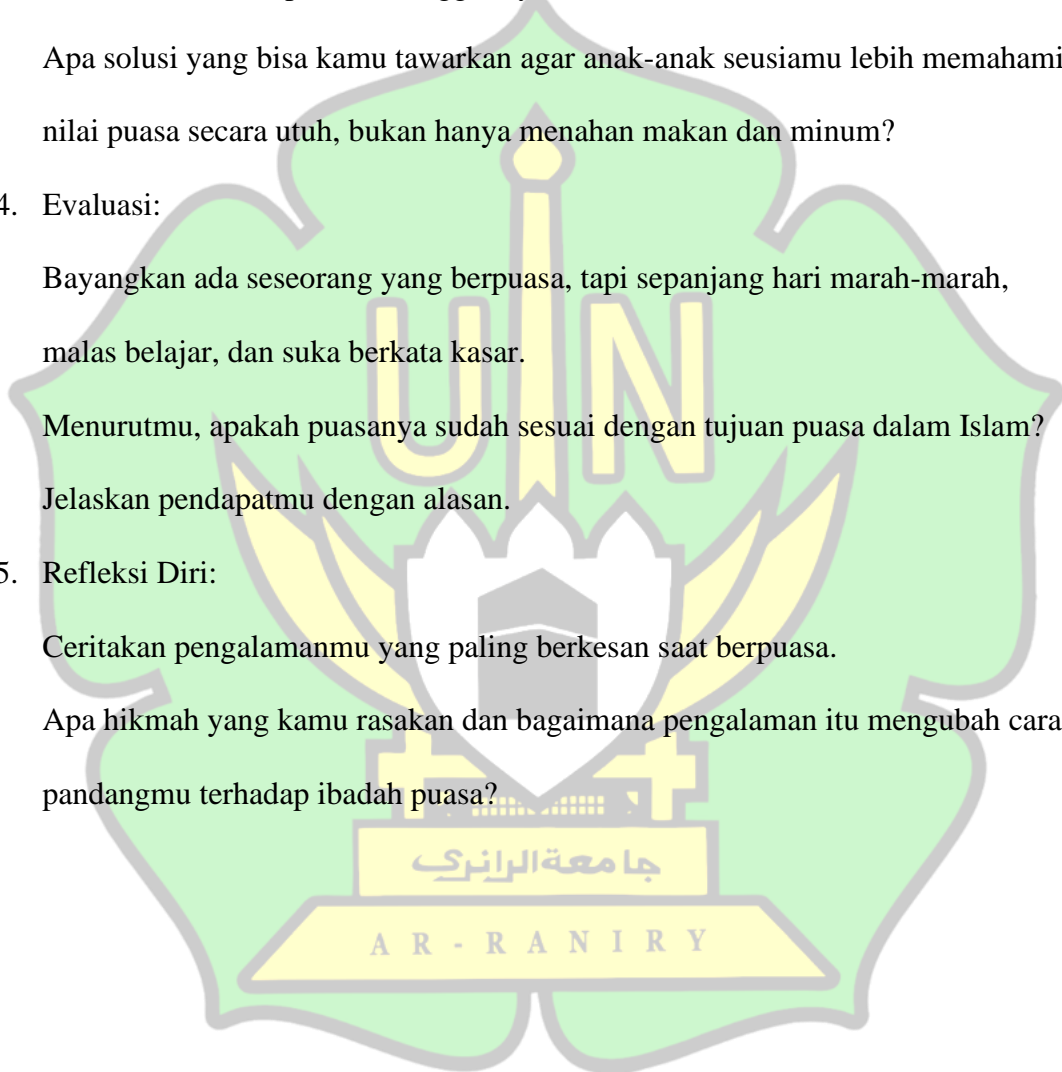 Apa solusi yang bisa kamu tawarkan agar anak-anak seusiamu lebih memahami
nilai puasa secara utuh, bukan hanya menahan makan dan minum?
4. Evaluasi:
Bayangkan ada seseorang yang berpuasa, tapi sepanjang hari marah-marah,
malas belajar, dan suka berkata kasar.
Menurutmu, apakah puasanya sudah sesuai dengan tujuan puasa dalam Islam?
Jelaskan pendapatmu dengan alasan.
5. Refleksi Diri:
Ceritakan pengalamanmu yang paling berkesan saat berpuasa.
Apa hikmah yang kamu rasakan dan bagaimana pengalaman itu mengubah cara
pandangmu terhadap ibadah puasa?
UIN
جامعة الرانري
AR-RANIRY